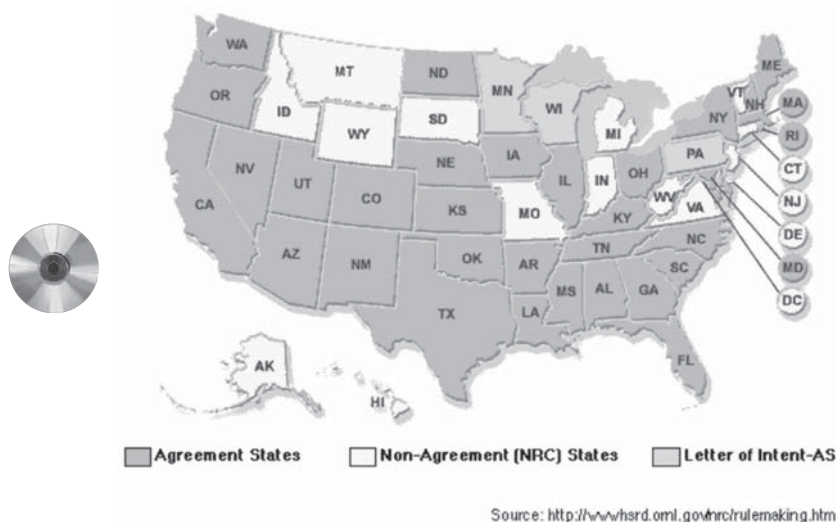 WA
MT
ND
ME
OR
ID
MN
VT
NH
MA
WY
SD
WI
MI
NY
RI
NV
NE
IA
PA
CT
UT
CO
IL
IN
OH
WV
NJ
CA
KS
MO
KY
VA
DE
AZ
NM
OK
AR
TN
NC
MD
SC
MS
AL
GA
DC
TX
LA
FL
AK
HI
Agreement States Non-Agreement (NRC) States Letter of Intent-AS
Source: http://wwwhsrd.ornl.gov/nrc/rulemaking.htm